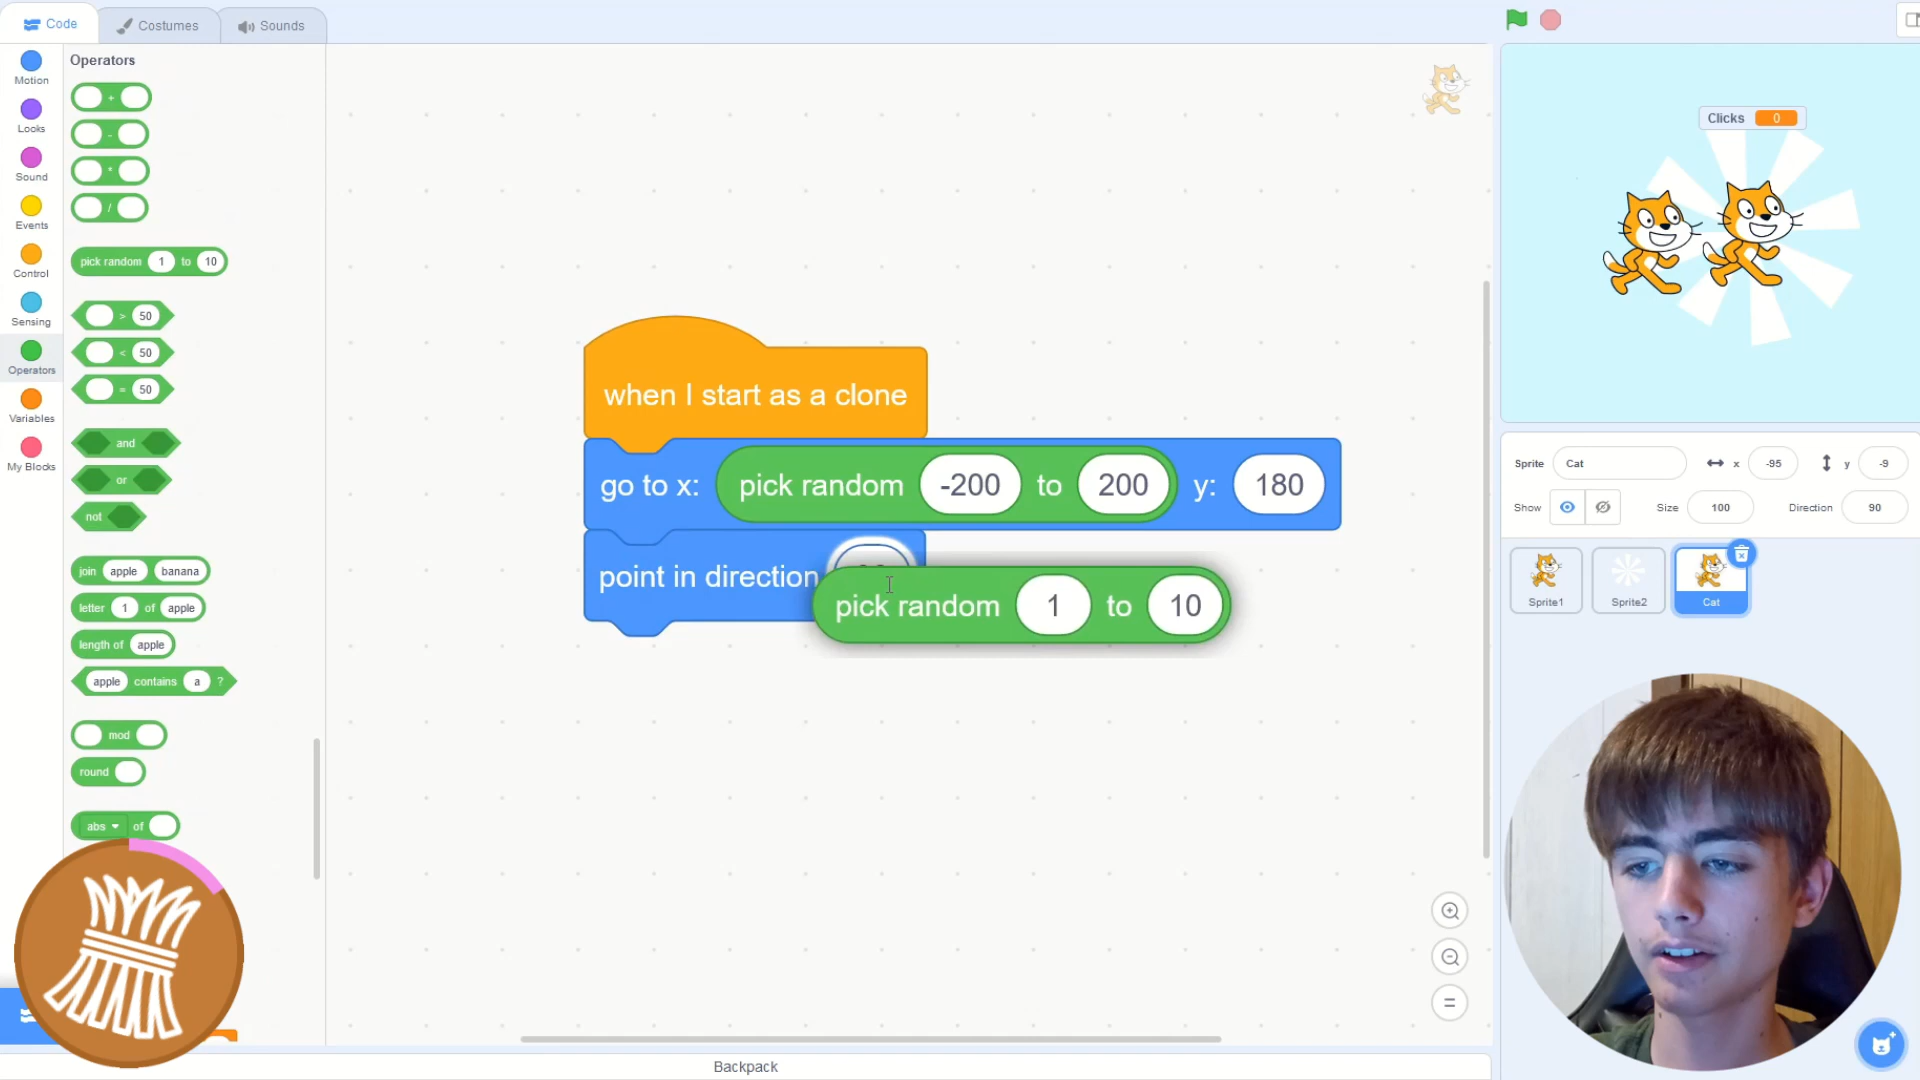 Code
Costumes
Sounds
Motion
Looks
Sound
Events
Control
Sensing
Operators
Variables
My Blocks
Operators
+
-
*
/
pick random 1 to 10
> 50
< 50
= 50
and
or
not
join apple banana
letter 1 of apple
length of apple
apple contains a ?
mod
round
abs of
when I start as a clone
go to x: pick random -200 to 200 y: 180
point in direction
pick random 1 to 10
Backpack
Clicks 0
Sprite Cat x -95 y -9
Show Size 100 Direction 90
Sprite1
Sprite2
Cat